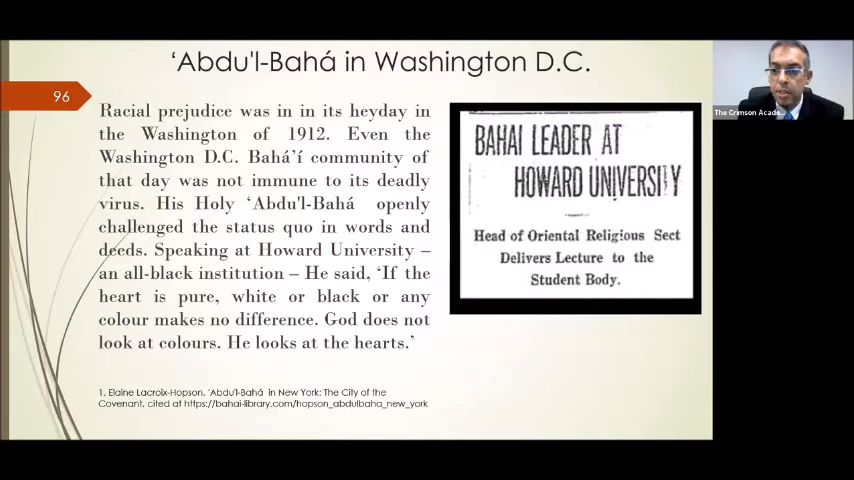 ‘Abdu'l-Bahá in Washington D.C.
96
Racial prejudice was in in its heyday in
the Washington of 1912. Even the
Washington D.C. Bahá’í community of
that day was not immune to its deadly
virus. His Holy ‘Abdu'l-Bahá openly
challenged the status quo in words and
deeds. Speaking at Howard University –
an all-black institution – He said, ‘If the
heart is pure, white or black or any
colour makes no difference. God does not
look at colours. He looks at the hearts.’
BAHAI LEADER AT
HOWARD UNIVERSITY
Head of Oriental Religious Sect
Delivers Lecture to the
Student Body.
1. Elaine Lacroix-Hopson, 'Abdu'l-Bahá in New York: The City of the
Covenant, cited at https://bahai-library.com/hopson_abdulbaha_new_york
The Crimson Acade...